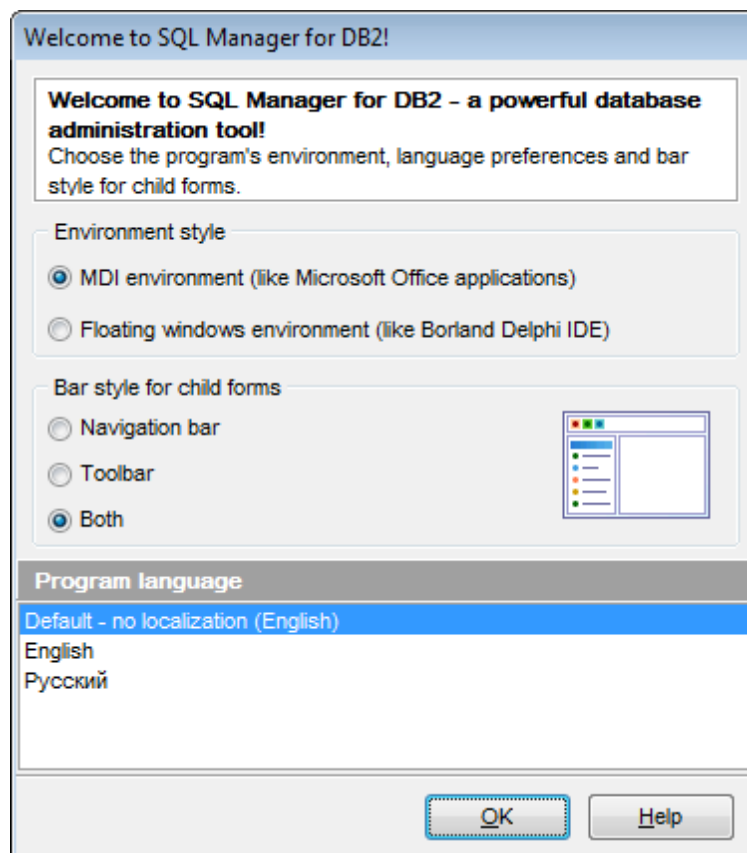 Welcome to SQL Manager for DB2!
Welcome to SQL Manager for DB2 - a powerful database
administration tool!
Choose the program's environment, language preferences and bar
style for child forms.
Environment style
MDI environment (like Microsoft Office applications)
Floating windows environment (like Borland Delphi IDE)
Bar style for child forms
Navigation bar
Toolbar
Both
Program language
Default - no localization (English)
English
Русский
OK
Help